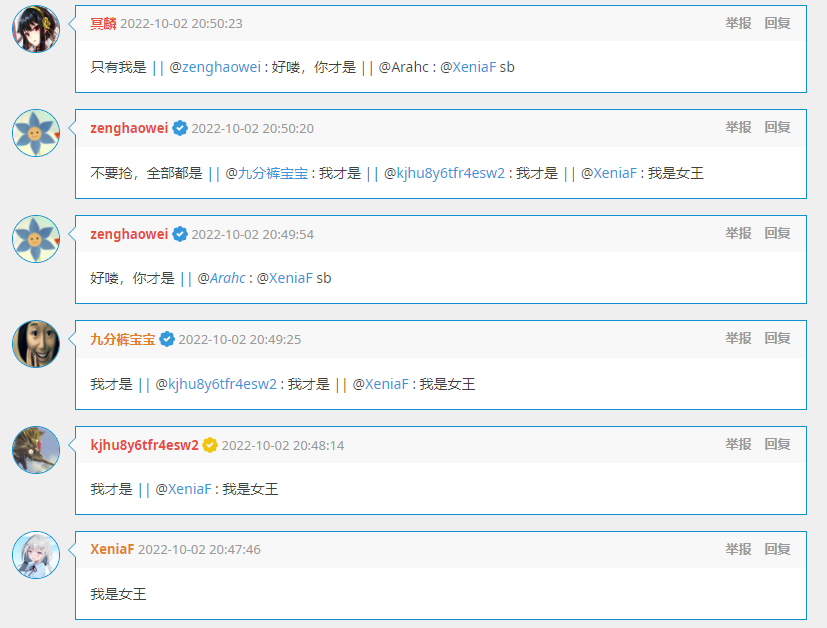 冥麟 2022-10-02 20:50:23 举报 回复
只有我是 || @zenghaowei : 好喽，你才是 || @Arahc : @XeniaF sb
zenghaowei 2022-10-02 20:50:20 举报 回复
不要抢，全部都是 || @九分裤宝宝 : 我才是 || @kjhu8y6tfr4esw2 : 我才是 || @XeniaF : 我是女王
zenghaowei 2022-10-02 20:49:54 举报 回复
好喽，你才是 || @Arahc : @XeniaF sb
九分裤宝宝 2022-10-02 20:49:25 举报 回复
我才是 || @kjhu8y6tfr4esw2 : 我才是 || @XeniaF : 我是女王
kjhu8y6tfr4esw2 2022-10-02 20:48:14 举报 回复
我才是 || @XeniaF : 我是女王
XeniaF 2022-10-02 20:47:46 举报 回复
我是女王